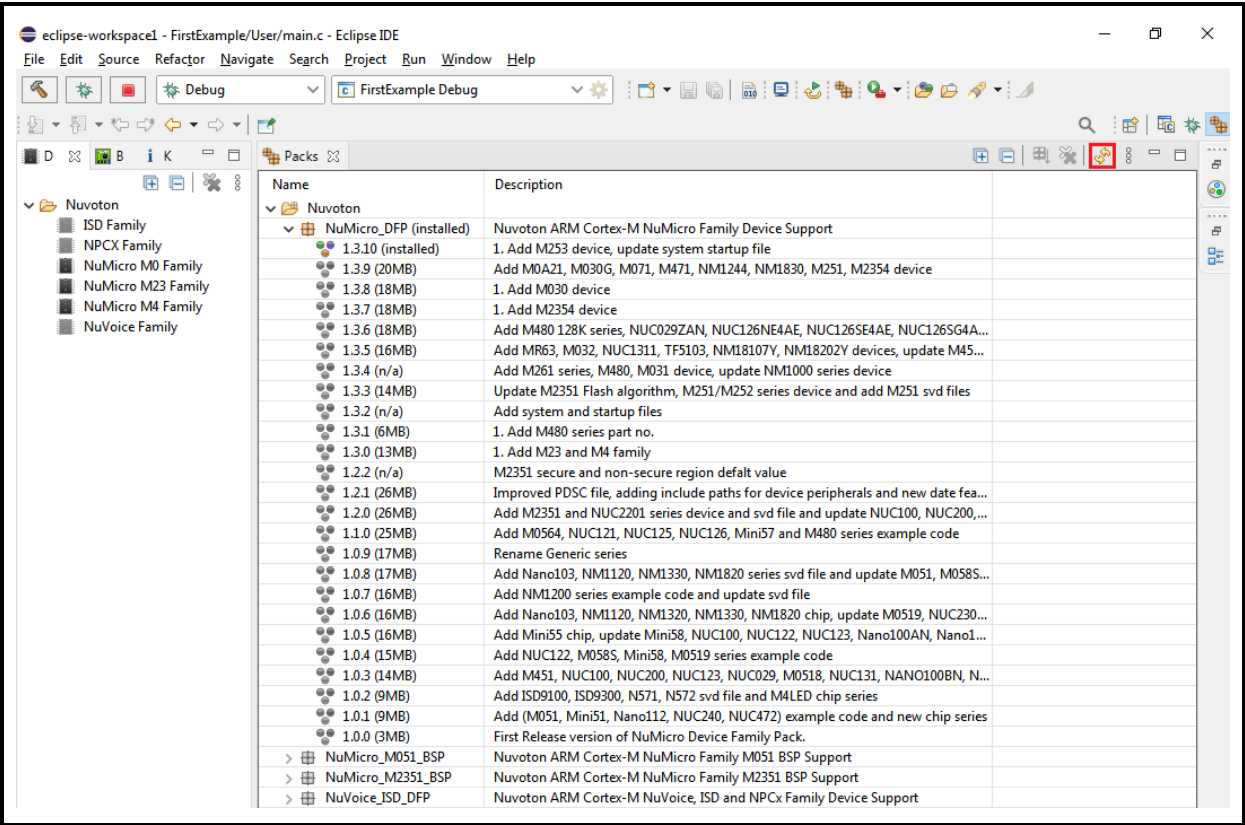 eclipse-workspace1 - FirstExample/User/main.c - Eclipse IDE
File Edit Source Refactor Navigate Search Project Run Window Help
Debug
FirstExample Debug
010
D
B
K
Packs
Name Description
Nuvoton
ISD Family
NPCX Family
NuMicro M0 Family
NuMicro M23 Family
NuMicro M4 Family
NuVoice Family
Nuvoton
NuMicro_DFP (installed) Nuvoton ARM Cortex-M NuMicro Family Device Support
1.3.10 (installed) 1. Add M253 device, update system startup file
1.3.9 (20MB) Add M0A21, M030G, M071, M471, NM1244, NM1830, M251, M2354 device
1.3.8 (18MB) 1. Add M030 device
1.3.7 (18MB) 1. Add M2354 device
1.3.6 (18MB) Add M480 128K series, NUC029ZAN, NUC126NE4AE, NUC126SE4AE, NUC126SG4A...
1.3.5 (16MB) Add MR63, M032, NUC1311, TF5103, NM18107Y, NM18202Y devices, update M45...
1.3.4 (n/a) Add M261 series, M480, M031 device, update NM1000 series device
1.3.3 (14MB) Update M2351 Flash algorithm, M251/M252 series device and add M251 svd files
1.3.2 (n/a) Add system and startup files
1.3.1 (6MB) 1. Add M480 series part no.
1.3.0 (13MB) 1. Add M23 and M4 family
1.2.2 (n/a) M2351 secure and non-secure region defalt value
1.2.1 (26MB) Improved PDSC file, adding include paths for device peripherals and new date fea...
1.2.0 (26MB) Add M2351 and NUC2201 series device and svd file and update NUC100, NUC200,...
1.1.0 (25MB) Add M0564, NUC121, NUC125, NUC126, Mini57 and M480 series example code
1.0.9 (17MB) Rename Generic series
1.0.8 (17MB) Add Nano103, NM1120, NM1330, NM1820 series svd file and update M051, M058S...
1.0.7 (16MB) Add NM1200 series example code and update svd file
1.0.6 (16MB) Add Nano103, NM1120, NM1320, NM1330, NM1820 chip, update M0519, NUC230...
1.0.5 (16MB) Add Mini55 chip, update Mini58, NUC100, NUC122, NUC123, Nano100AN, Nano1...
1.0.4 (15MB) Add NUC122, M058S, Mini58, M0519 series example code
1.0.3 (14MB) Add M451, NUC100, NUC200, NUC123, NUC029, M0518, NUC131, NANO100BN, N...
1.0.2 (9MB) Add ISD9100, ISD9300, N571, N572 svd file and M4LED chip series
1.0.1 (9MB) Add (M051, Mini51, Nano112, NUC240, NUC472) example code and new chip series
1.0.0 (3MB) First Release version of NuMicro Device Family Pack.
NuMicro_M051_BSP Nuvoton ARM Cortex-M NuMicro Family M051 BSP Support
NuMicro_M2351_BSP Nuvoton ARM Cortex-M NuMicro Family M2351 BSP Support
NuVoice_ISD_DFP Nuvoton ARM Cortex-M NuVoice, ISD and NPCx Family Device Support